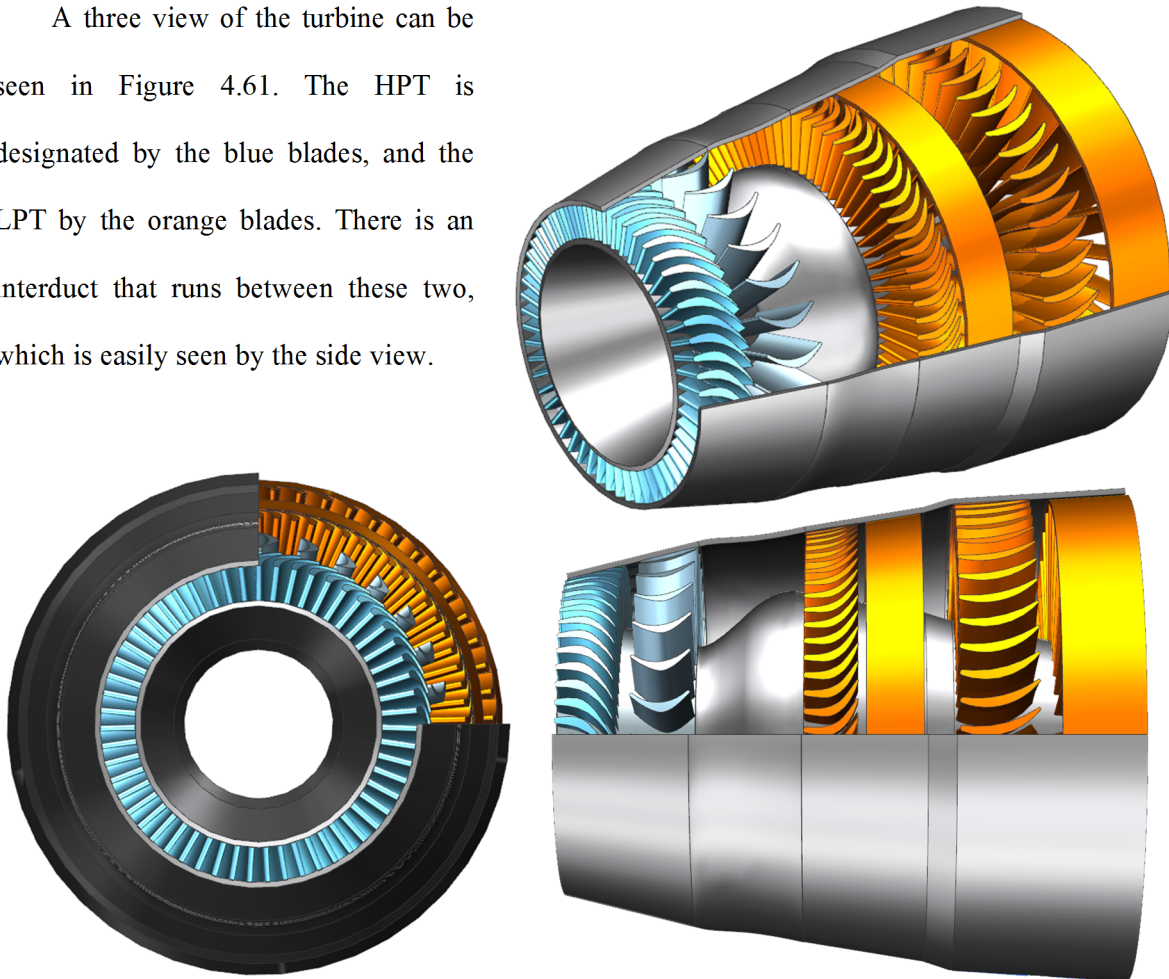 A three view of the turbine can be
seen in Figure 4.61. The HPT is
designated by the blue blades, and the
LPT by the orange blades. There is an
interduct that runs between these two,
which is easily seen by the side view.